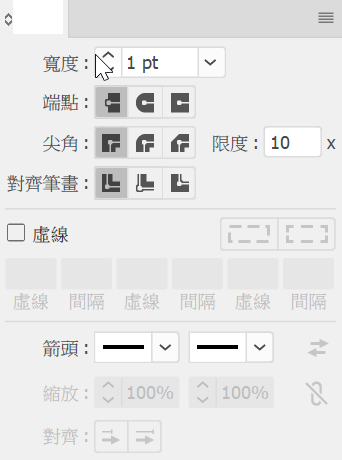 寬度 : 1 pt
端點 :
尖角 : 限度 : 10 x
對齊筆畫 :
虛線
虛線 間隔 虛線 間隔 虛線 間隔
箭頭 :
縮放 : 100% 100%
對齊 :